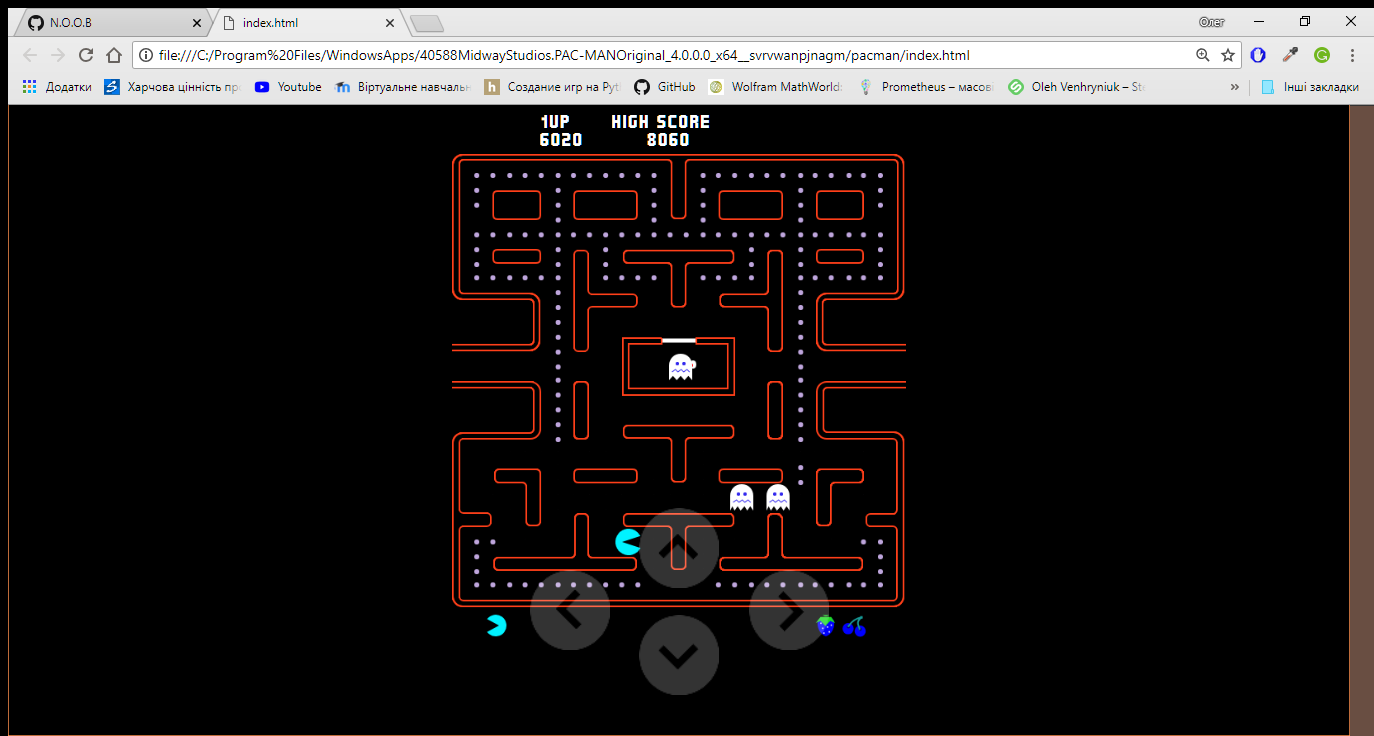 N.O.O.B
index.html
Олег
file:///C:/Program%20Files/WindowsApps/40588MidwayStudios.PAC-MANOriginal_4.0.0.0_x64__svrvwanpjnagm/pacman/index.html
Додатки
Харчова цінність пр
Youtube
Віртуальне навчаль
Создание игр на Pyt
GitHub
Wolfram MathWorld:
Prometheus – масові
Oleh Venhryniuk – St
»
Інші закладки
1UP HIGH SCORE
6020 8060